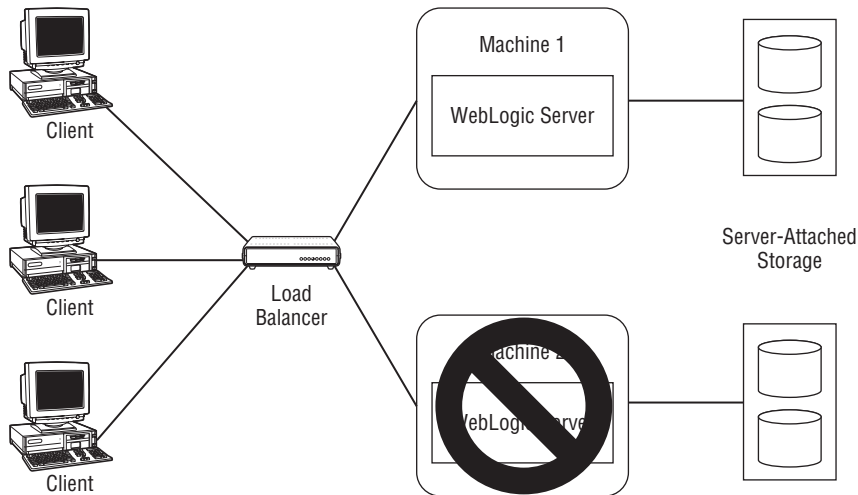 Machine 1
WebLogic Server
Client
Client
Load
Balancer
Server-Attached
Storage
Client